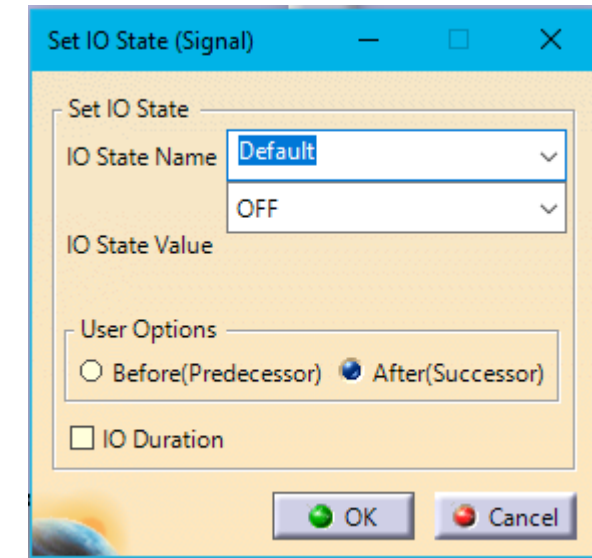 Set IO State (Signal)
Set IO State
IO State Name Default
OFF
IO State Value
User Options
Before(Predecessor) After(Successor)
IO Duration
OK Cancel